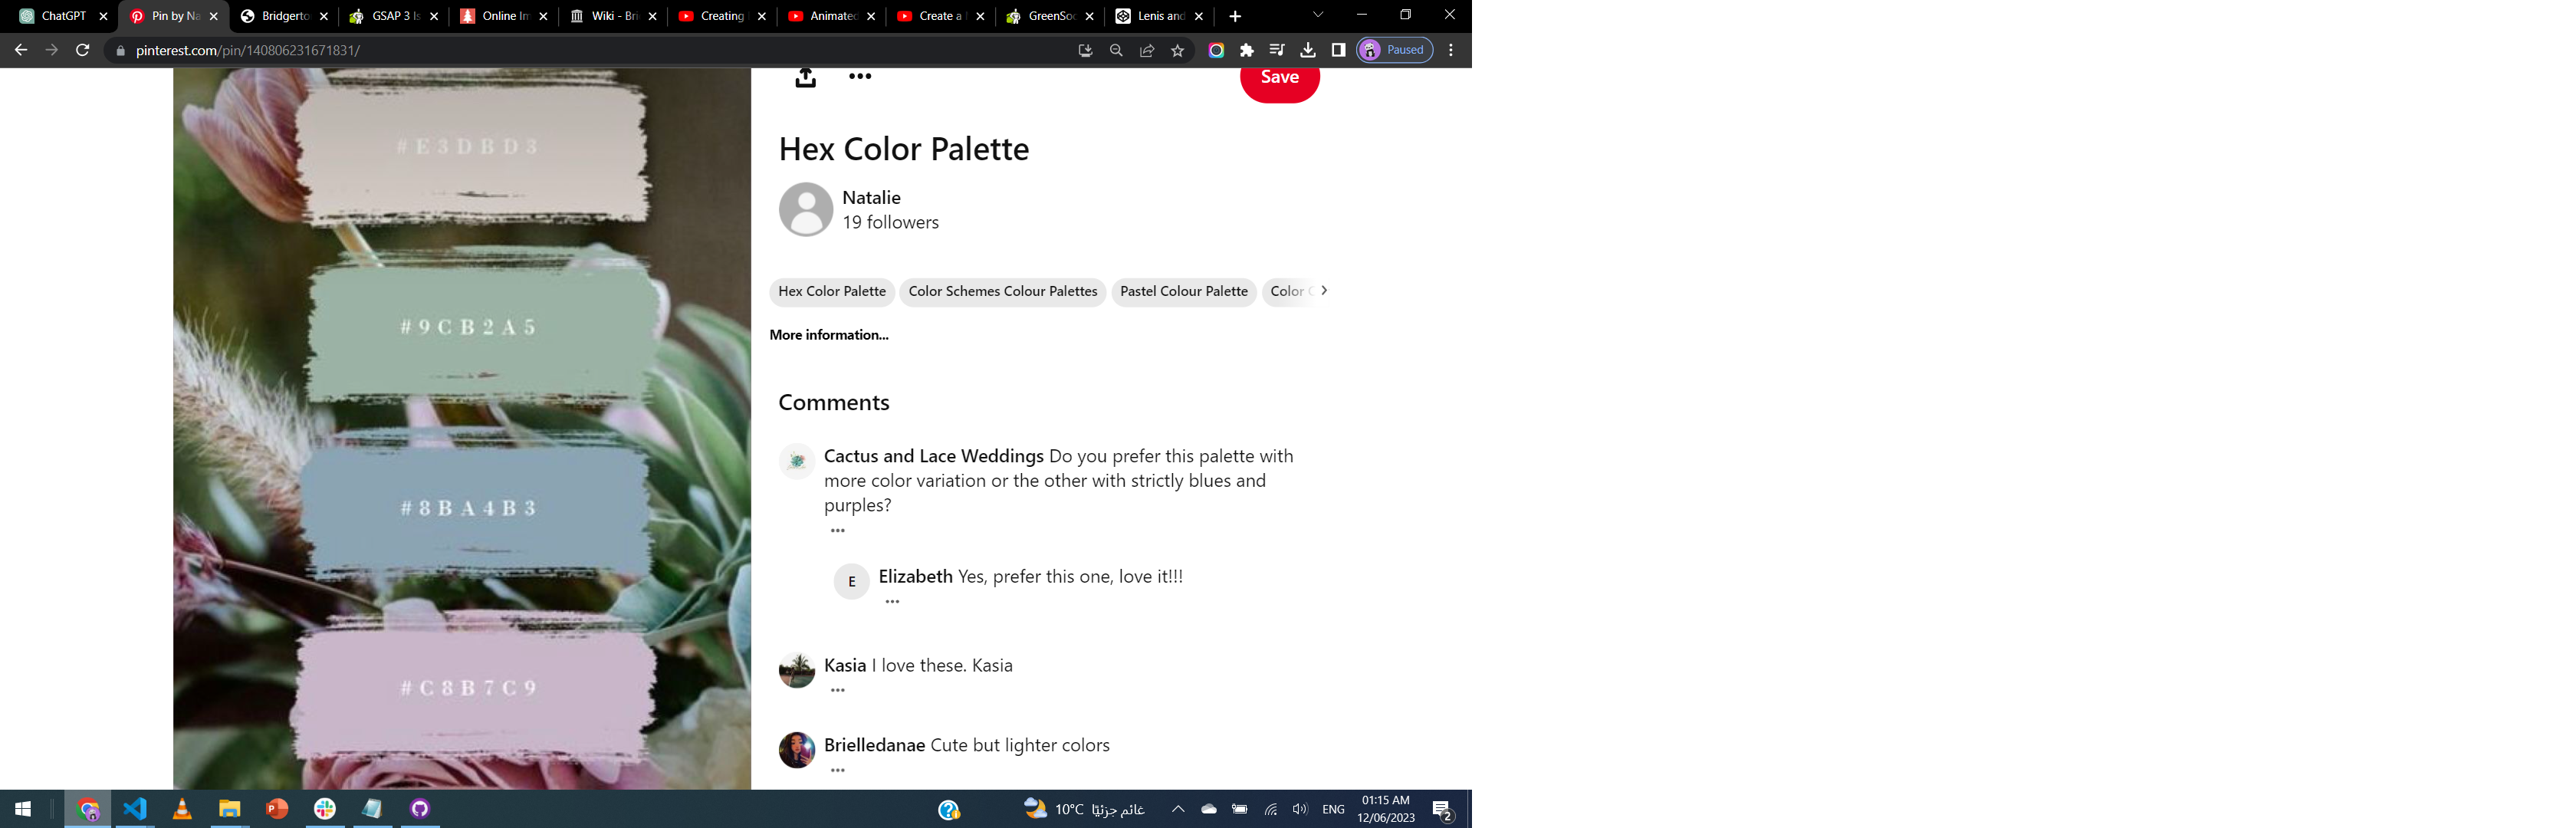 ChatGPT
Pin by Na
Bridgerto
GSAP 3 Is
Online Im
Wiki - Bri
Creating
Animated
Create a
GreenSoc
Lenis and
pinterest.com/pin/140806231671831/
Paused
#E3DBD3
#9CB2A5
#8BA4B3
#C8B7C9
Save
Hex Color Palette
Natalie
19 followers
Hex Color Palette
Color Schemes Colour Palettes
Pastel Colour Palette
Color C
More information...
Comments
Cactus and Lace Weddings Do you prefer this palette with
more color variation or the other with strictly blues and
purples?
E
Elizabeth Yes, prefer this one, love it!!!
Kasia I love these. Kasia
Brielledanae Cute but lighter colors
10°C غائم جزئيًا
ENG
01:15 AM
12/06/2023
2